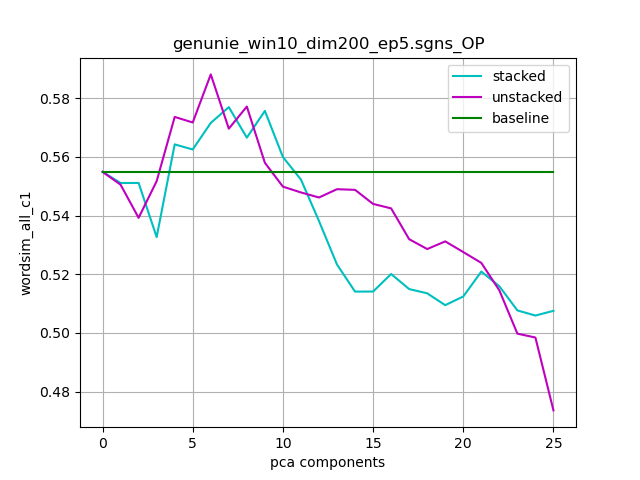 genunie_win10_dim200_ep5.sgns_OP
stacked
unstacked
baseline
wordsim_all_c1
0.58
0.56
0.54
0.52
0.50
0.48
0
5
10
15
20
25
pca components